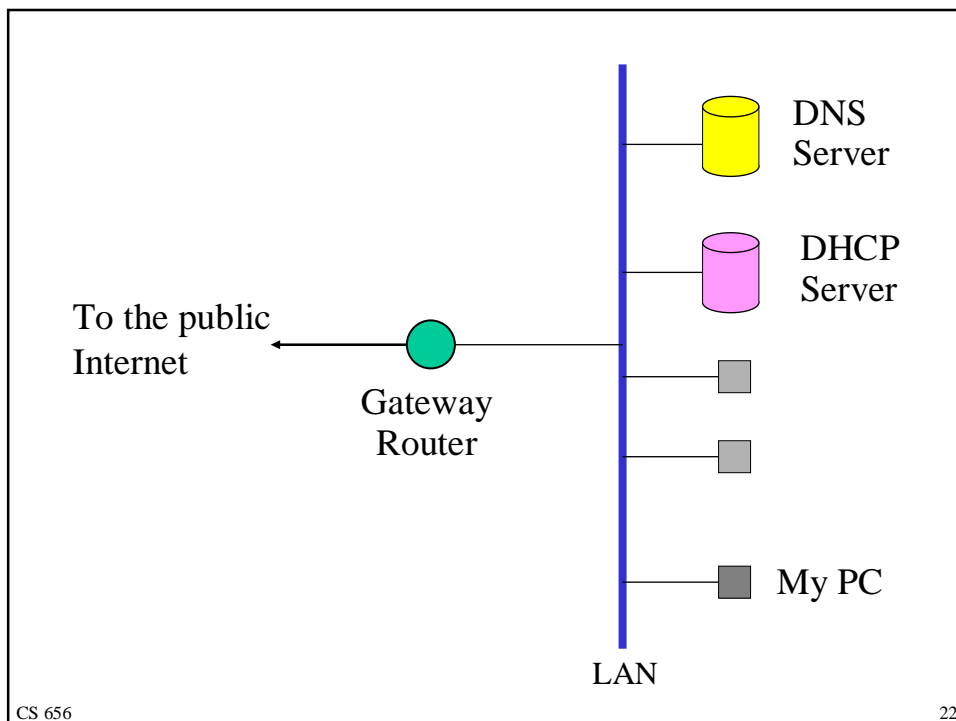 DNS
Server
DHCP
Server
To the public
Internet
Gateway
Router
My PC
LAN
CS 656
22